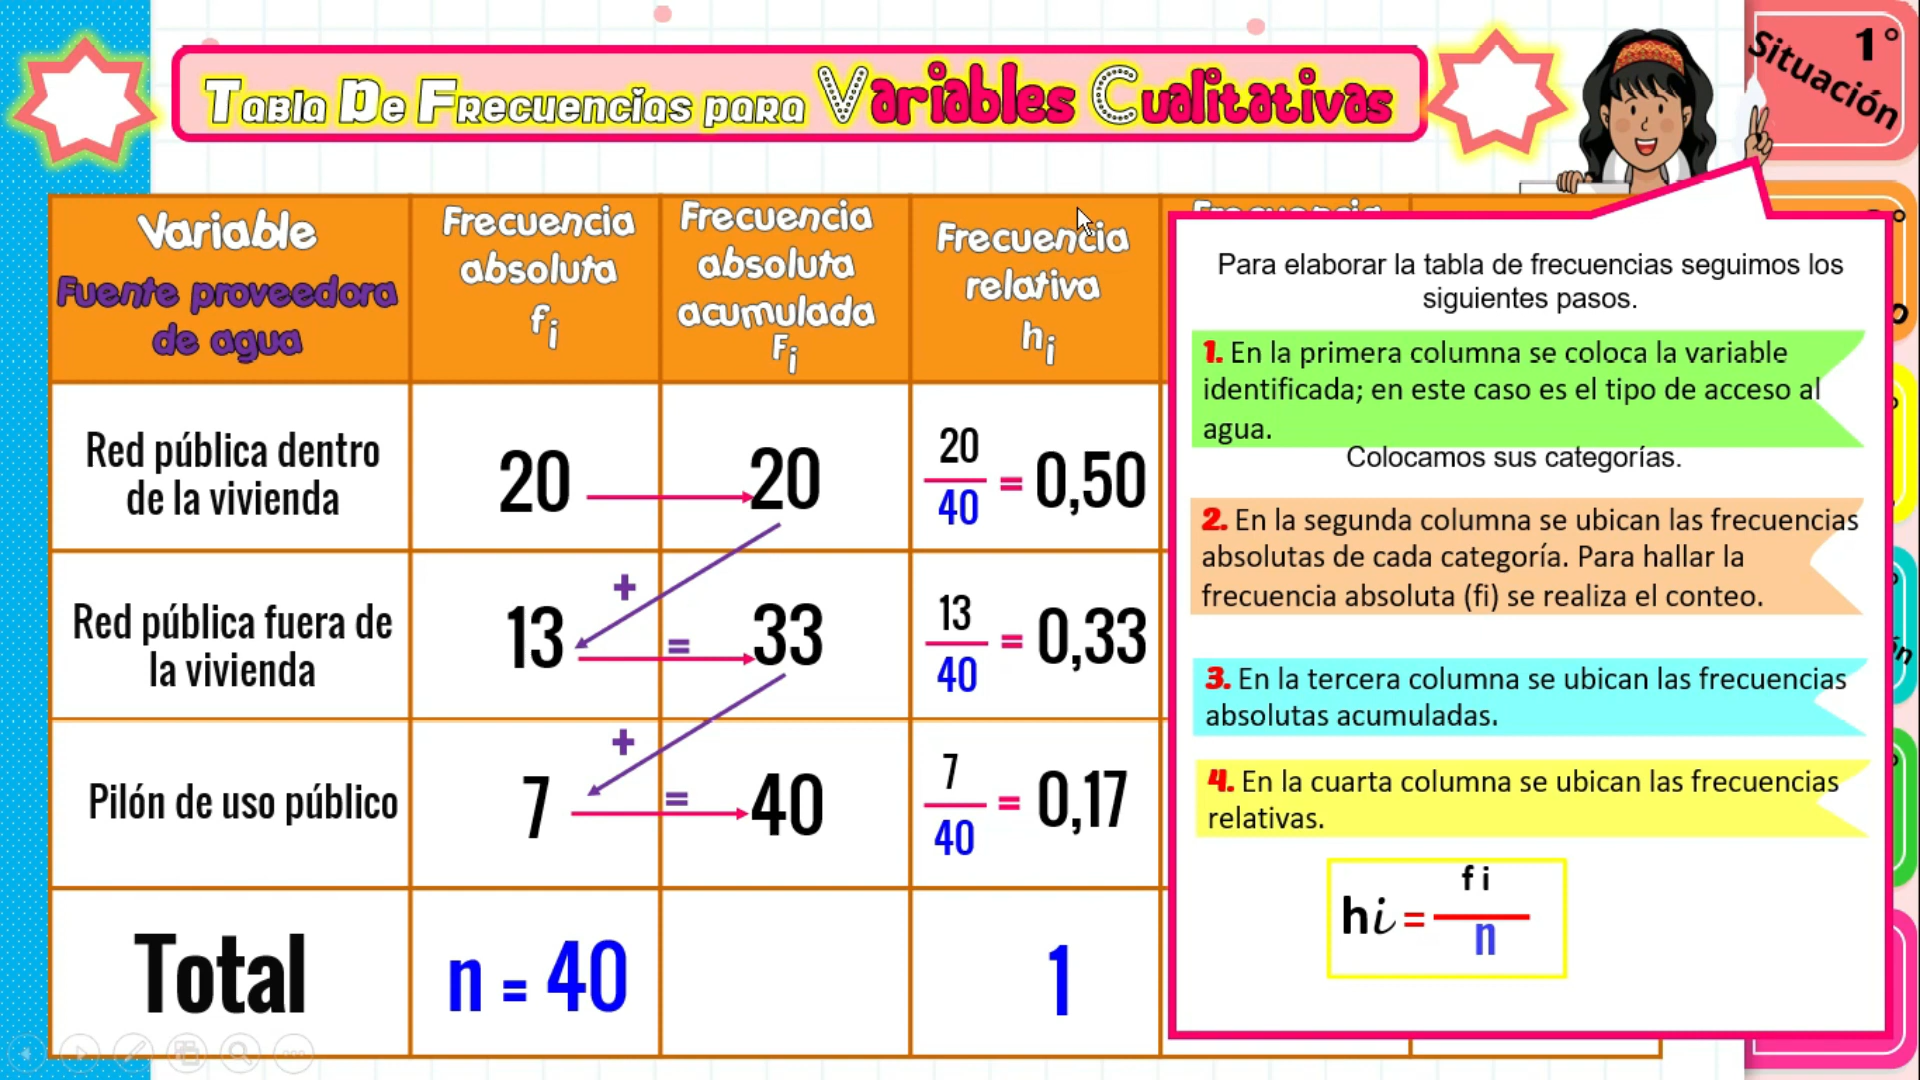 Tabla De Frecuencias para Variables Cualitativas
1°
Situación
Variable
Fuente proveedora
de agua
Frecuencia
absoluta
fi
Frecuencia
absoluta
acumulada
Fi
Frecuencia
relativa
hi
Frecuencia
Red pública dentro
de la vivienda
20
20
20
40
= 0,50
Red pública fuera de
la vivienda
13
+
=
33
13
40
= 0,33
Pilón de uso público
7
+
=
40
7
40
= 0,17
Total
n = 40
1
Para elaborar la tabla de frecuencias seguimos los
siguientes pasos.
1. En la primera columna se coloca la variable
identificada; en este caso es el tipo de acceso al
agua.
Colocamos sus categorías.
2. En la segunda columna se ubican las frecuencias
absolutas de cada categoría. Para hallar la
frecuencia absoluta (fi) se realiza el conteo.
3. En la tercera columna se ubican las frecuencias
absolutas acumuladas.
4. En la cuarta columna se ubican las frecuencias
relativas.
fi
hi =
n